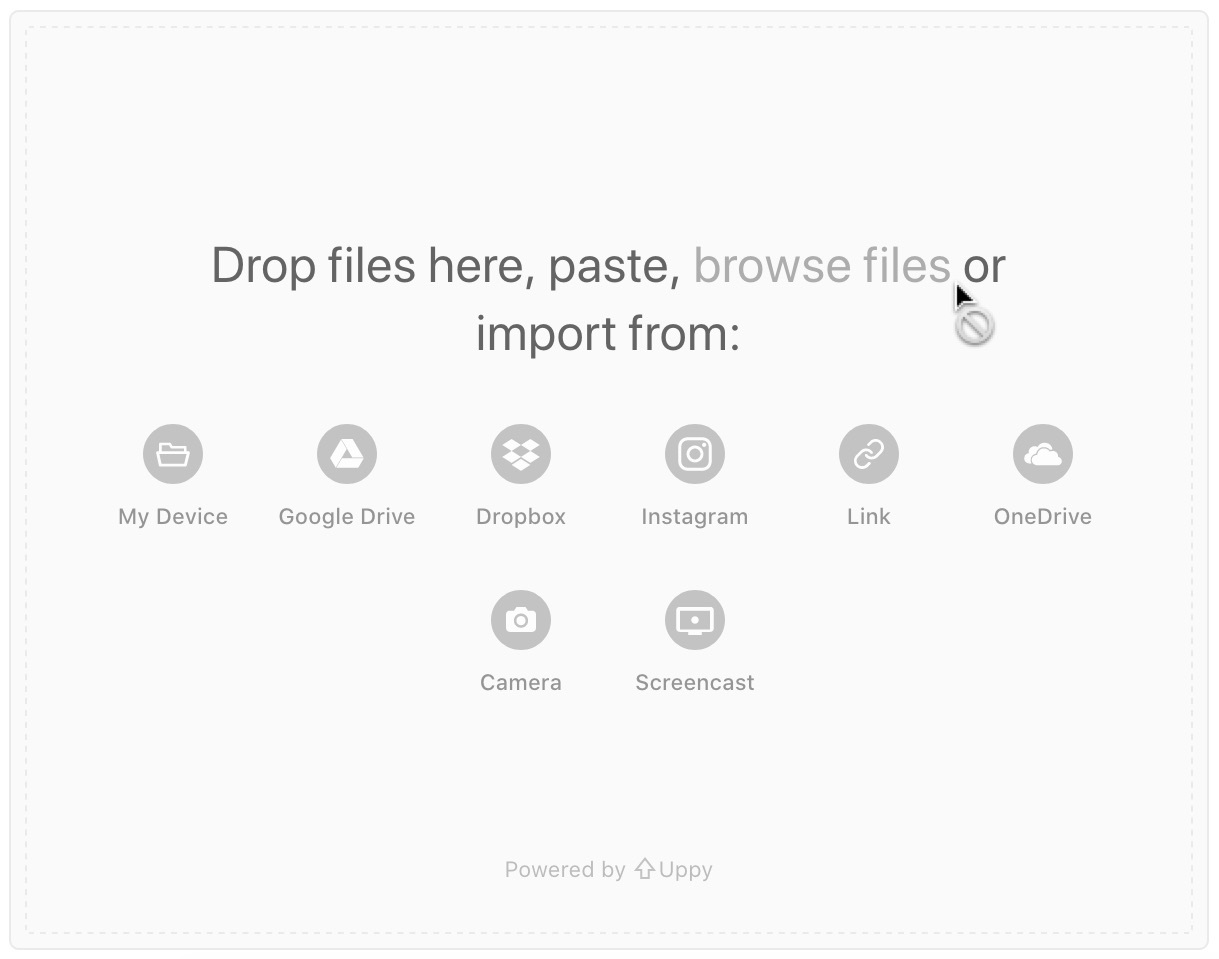 Drop files here, paste, browse files or
import from:
My Device Google Drive Dropbox Instagram Link OneDrive
Camera Screencast
Powered by Uppy